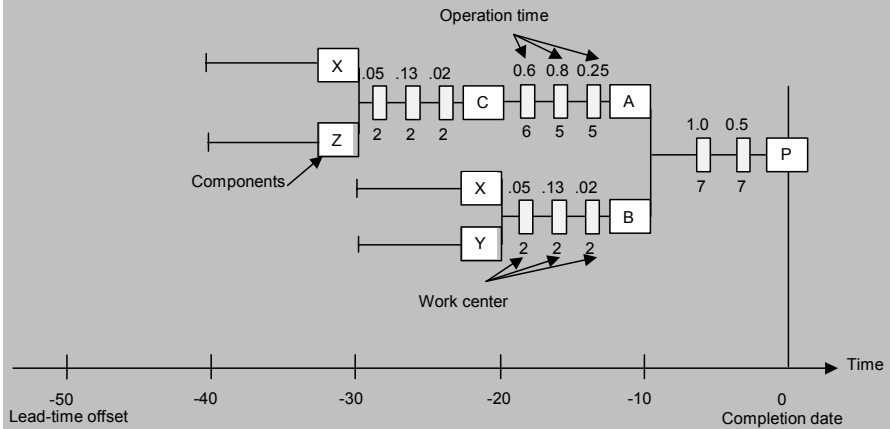 Operation time
X
.05 .13 .02
0.6 0.8 0.25
C
A
2 2 2
6 5 5
Z
1.0 0.5
P
7 7
Components
X
.05 .13 .02
B
Y
2 2 2
Work center
Time
-50 -40 -30 -20 -10 0
Lead-time offset
Completion date